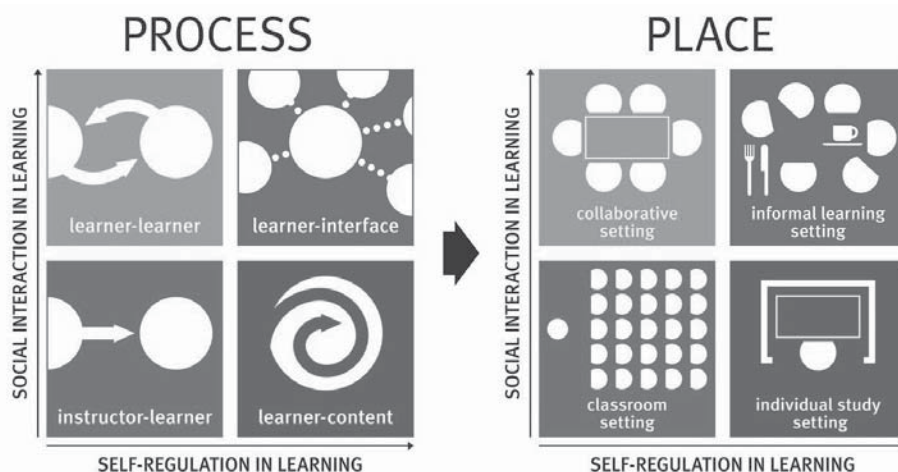 PROCESS
SOCIAL INTERACTION IN LEARNING
learner-learner
learner-interface
instructor-learner
learner-content
SELF-REGULATION IN LEARNING
PLACE
SOCIAL INTERACTION IN LEARNING
collaborative
setting
informal learning
setting
classroom
setting
individual study
setting
SELF-REGULATION IN LEARNING